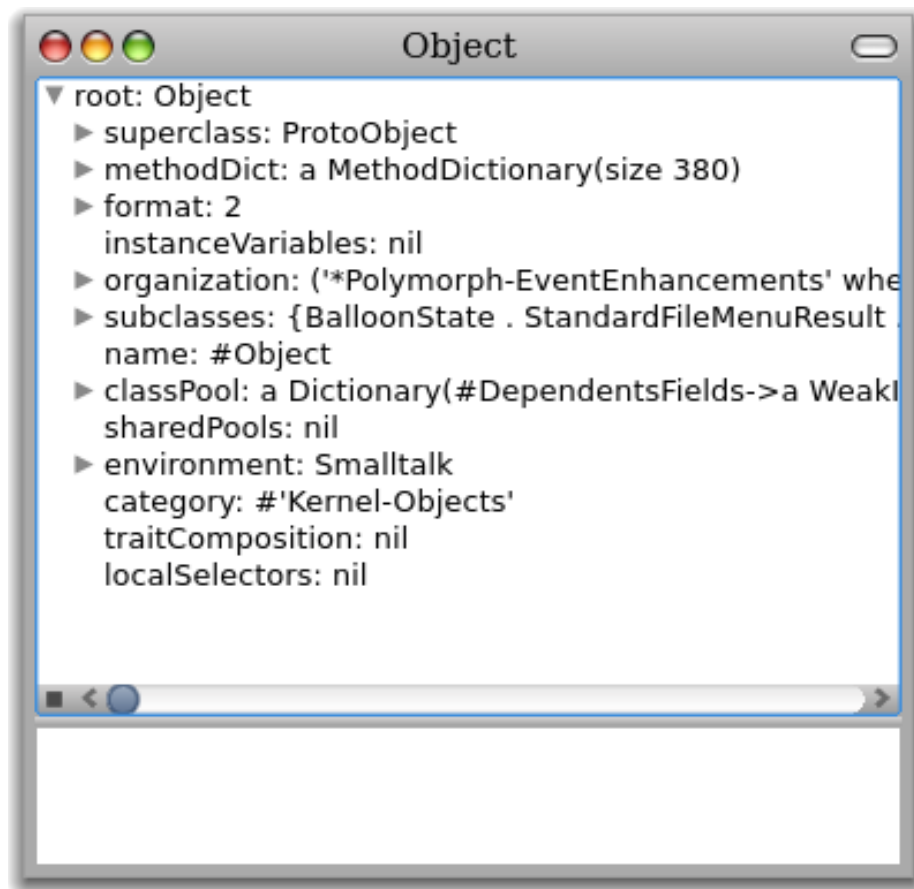 Object
root: Object
superclass: ProtoObject
methodDict: a MethodDictionary(size 380)
format: 2
instanceVariables: nil
organization: ('*Polymorph-EventEnhancements' whe
subclasses: {BalloonState . StandardFileMenuResult .
name: #Object
classPool: a Dictionary(#DependentsFields->a WeakI
sharedPools: nil
environment: Smalltalk
category: #'Kernel-Objects'
traitComposition: nil
localSelectors: nil